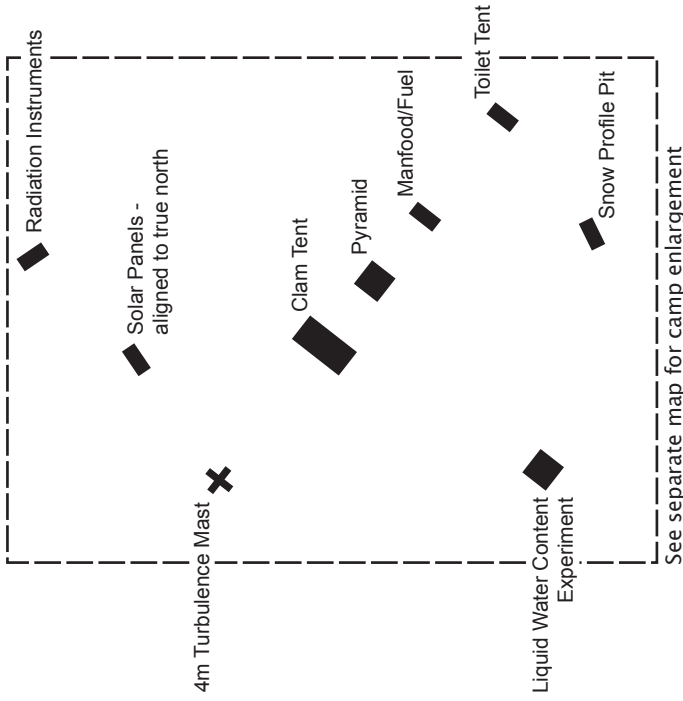 Radiation Instruments
Solar Panels -
aligned to true north
4m Turbulence Mast
Clam Tent
Pyramid
Manfood/Fuel
Toilet Tent
Liquid Water Content
Experiment
Snow Profile Pit
See separate map for camp enlargement